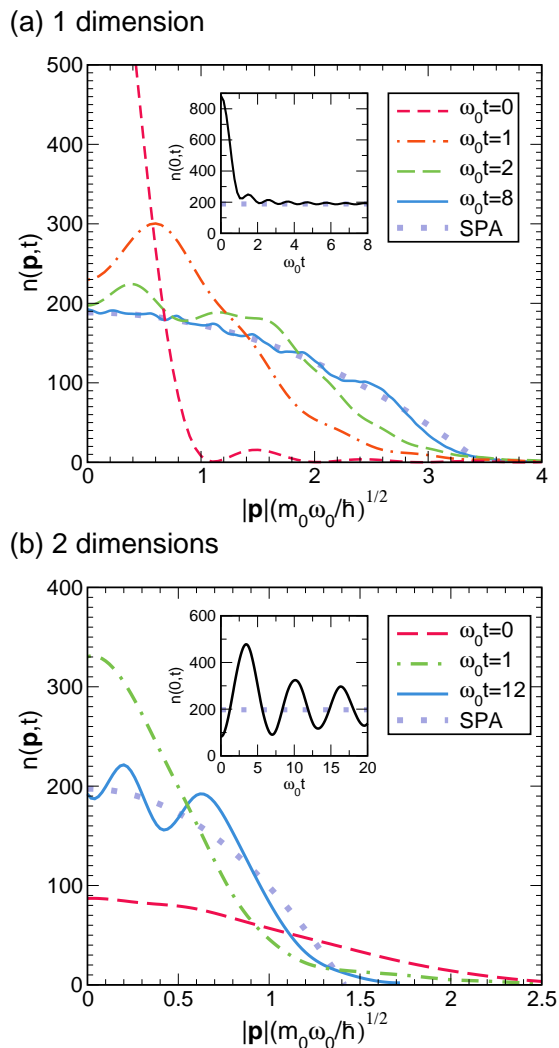 (a) 1 dimension
500
400
300
200
100
0
n(p,t)
0 1 2 3 4
|p|(m₀ω₀/ħ)^1/2
800
600
400
200
0
n(0,t)
0 2 4 6 8
ω₀t
ω₀t=0
ω₀t=1
ω₀t=2
ω₀t=8
SPA
(b) 2 dimensions
400
300
200
100
0
n(p,t)
0 0.5 1 1.5 2 2.5
|p|(m₀ω₀/ħ)^1/2
600
400
200
0
n(0,t)
0 5 10 15 20
ω₀t
ω₀t=0
ω₀t=1
ω₀t=12
SPA